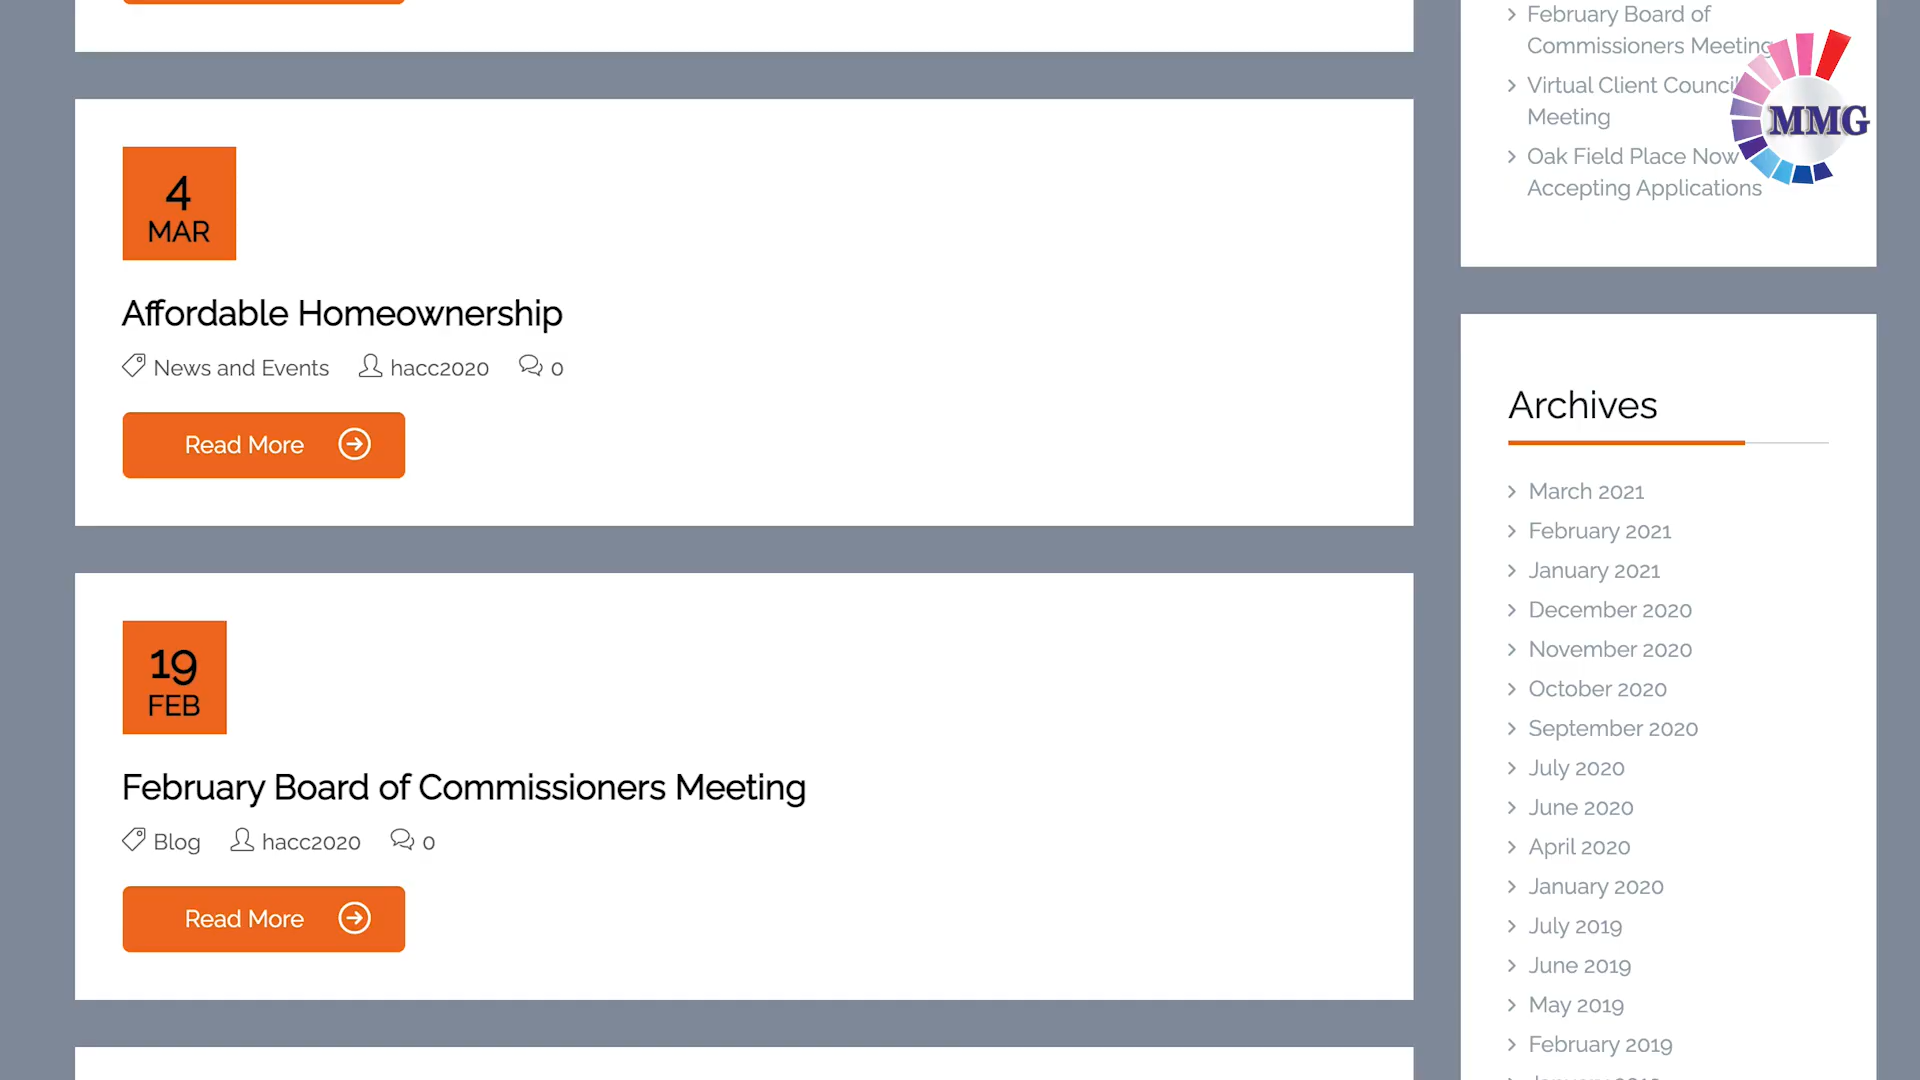 4
MAR
Affordable Homeownership
News and Events hacc2020 0
Read More
19
FEB
February Board of Commissioners Meeting
Blog hacc2020 0
Read More
February Board of
Commissioners Meeting
Virtual Client Council
Meeting
Oak Field Place Now
Accepting Applications
MMG
Archives
March 2021
February 2021
January 2021
December 2020
November 2020
October 2020
September 2020
July 2020
June 2020
April 2020
January 2020
July 2019
June 2019
May 2019
February 2019